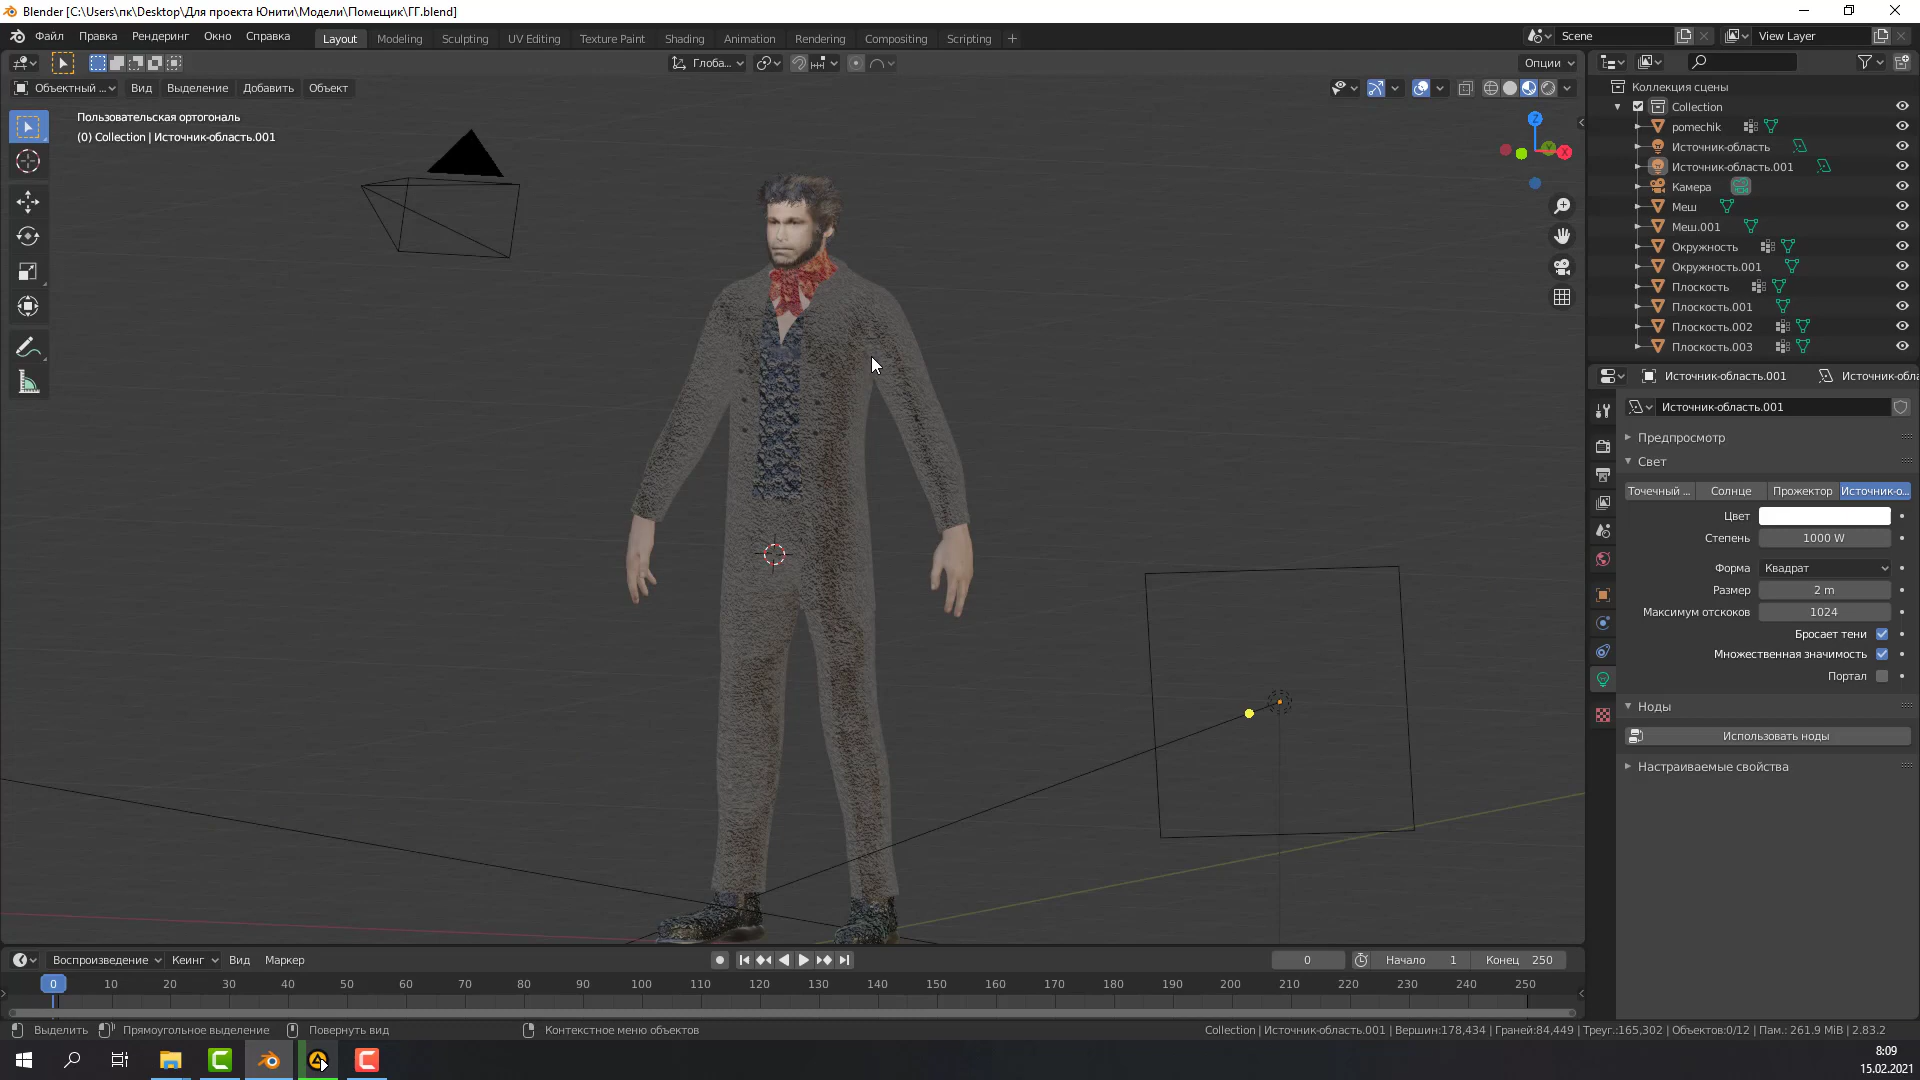 Blender [C:\Users\пк\Desktop\Для проекта Юнити\Модели\Помещик\ГГ.blend]
Файл Правка Рендеринг Окно Справка Layout Modeling Sculpting UV Editing Texture Paint Shading Animation Rendering Compositing Scripting + Scene View Layer
Глоба... Опции
Объектный ... Вид Выделение Добавить Объект
Пользовательская ортогональ
(0) Collection | Источник-область.001
Z
Y
X
Коллекция сцены
Collection
pomechik
Источник-область
Источник-область.001
Камера
Меш
Меш.001
Окружность
Окружность.001
Плоскость
Плоскость.001
Плоскость.002
Плоскость.003
Источник-область.001 Источник-обла
Источник-область.001
Предпросмотр
Свет
Точечный ... Солнце Прожектор Источник-о...
Цвет
Степень 1000 W
Форма Квадрат
Размер 2 m
Максимум отскоков 1024
Бросает тени
Множественная значимость
Портал
Ноды
Использовать ноды
Настраиваемые свойства
Воспроизведение Кеинг Вид Маркер 0 Начало 1 Конец 250
0 10 20 30 40 50 60 70 80 90 100 110 120 130 140 150 160 170 180 190 200 210 220 230 240 250
Выделить Прямоугольное выделение Повернуть вид Контекстное меню объектов Collection | Источник-область.001 | Вершин:178,434 | Граней:84,449 | Треуг.:165,302 | Объектов:0/12 | Пам.: 261.9 MiB | 2.83.2
8:09
15.02.2021